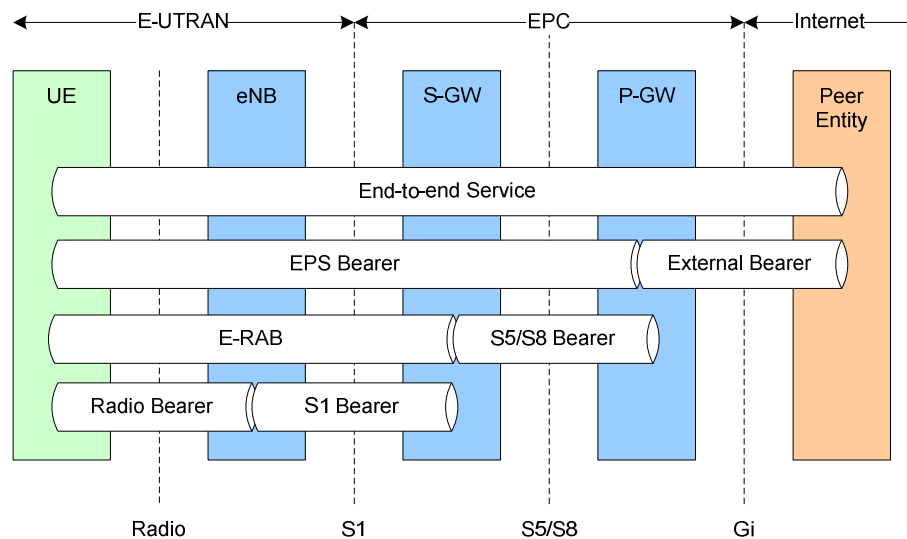 E-UTRAN EPC Internet
UE eNB S-GW P-GW Peer
Entity
End-to-end Service
EPS Bearer External Bearer
E-RAB S5/S8 Bearer
Radio Bearer S1 Bearer
Radio S1 S5/S8 Gi